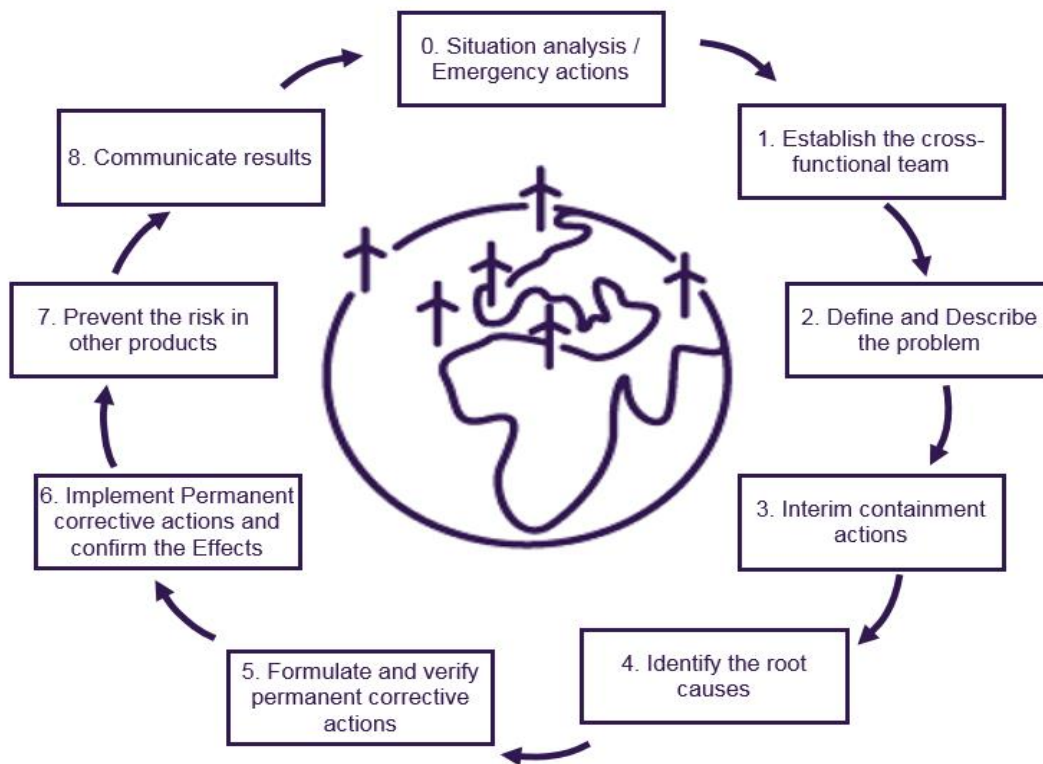 0. Situation analysis /
Emergency actions
1. Establish the cross-
functional team
2. Define and Describe
the problem
3. Interim containment
actions
4. Identify the root
causes
5. Formulate and verify
permanent corrective
actions
6. Implement Permanent
corrective actions and
confirm the Effects
7. Prevent the risk in
other products
8. Communicate results